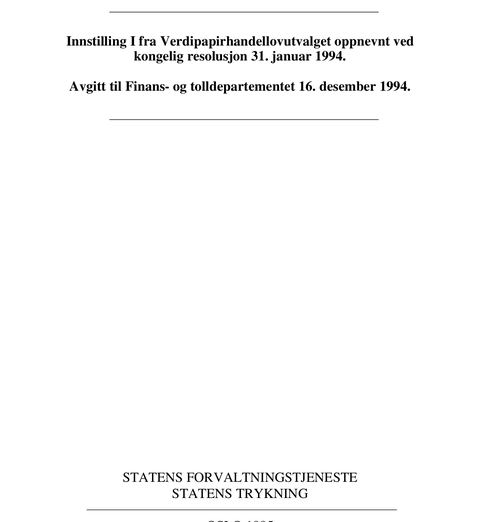 Innstilling I fra Verdipapirhandellovutvalget oppnevnt ved
kongelig resolusjon 31. januar 1994.
Avgitt til Finans- og tolldepartementet 16. desember 1994.
STATENS FORVALTNINGSTJENESTE
STATENS TRYKNING